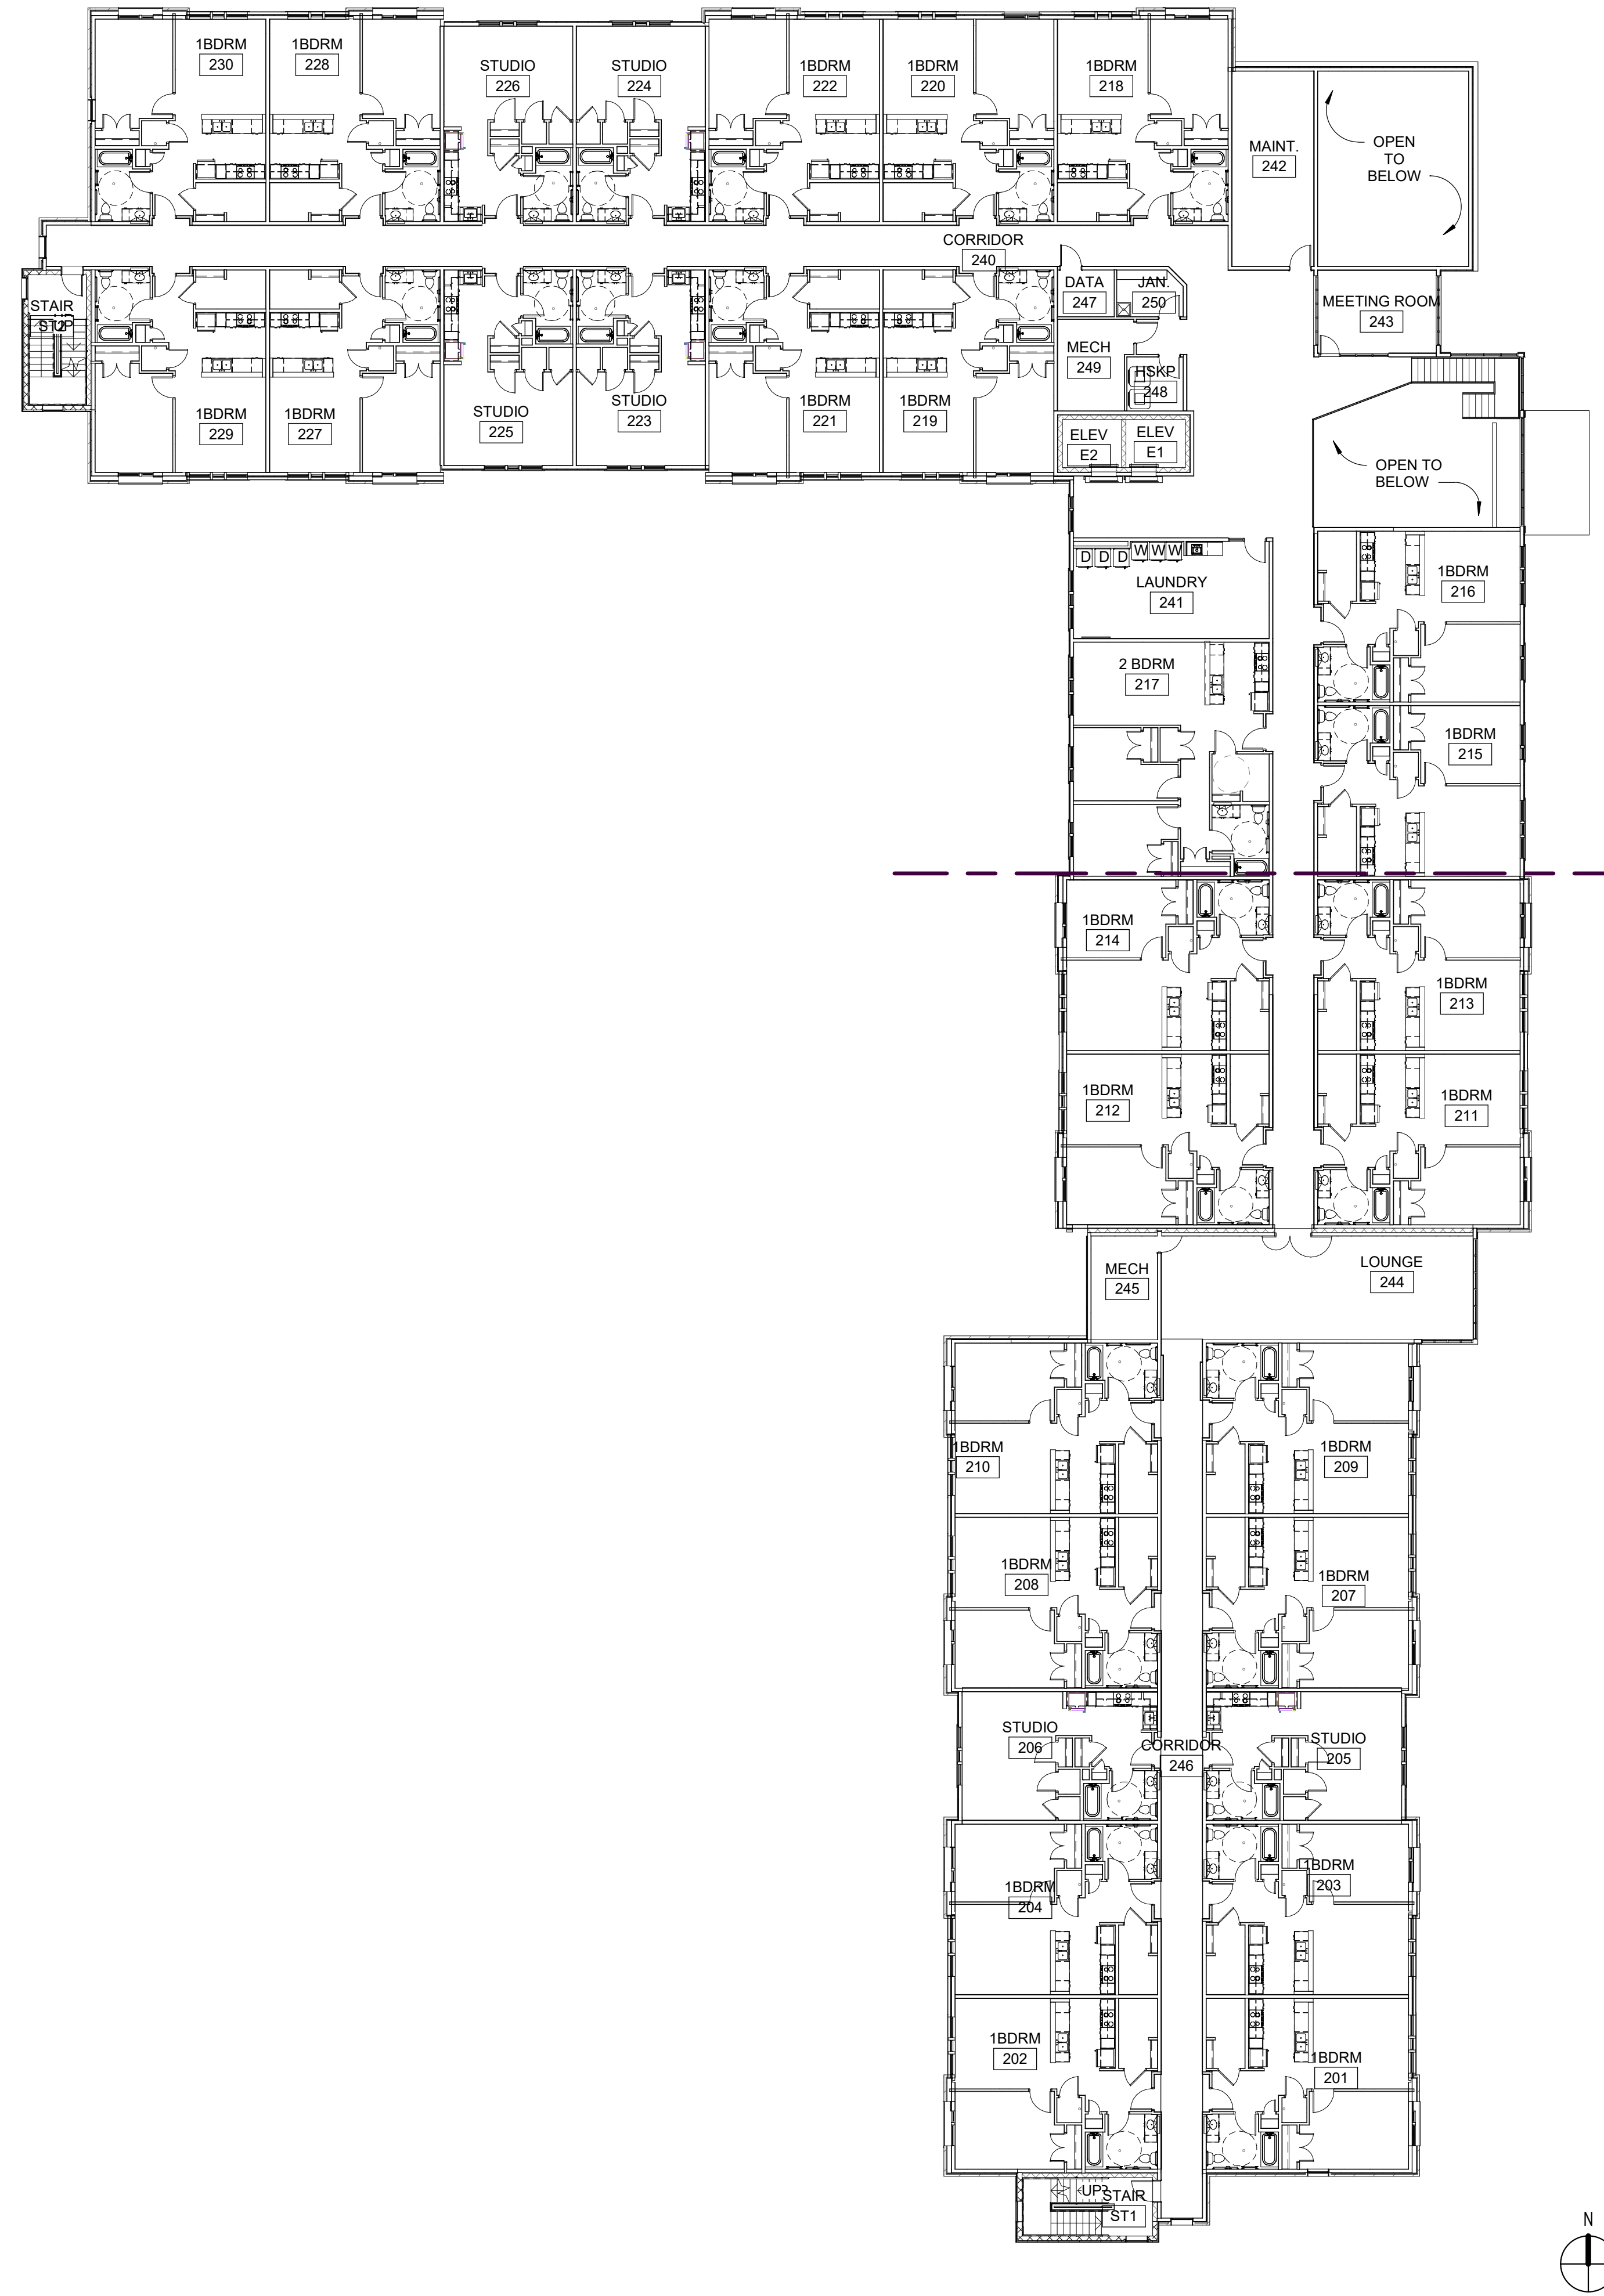 1BDRM
230
1BDRM
228
STUDIO
226
STUDIO
224
1BDRM
222
1BDRM
220
1BDRM
218
MAINT.
242
OPEN
TO
BELOW
CORRIDOR
240
STAIR
ST2
UP
DATA
247
JAN.
250
MEETING ROOM
243
MECH
249
HSKP
248
1BDRM
229
1BDRM
227
STUDIO
225
STUDIO
223
1BDRM
221
1BDRM
219
ELEV
E2
ELEV
E1
OPEN TO
BELOW
D D D W W W
LAUNDRY
241
1BDRM
216
2 BDRM
217
1BDRM
215
1BDRM
214
1BDRM
213
1BDRM
212
1BDRM
211
MECH
245
LOUNGE
244
1BDRM
210
1BDRM
209
1BDRM
208
1BDRM
207
STUDIO
206
CORRIDOR
246
STUDIO
205
1BDRM
204
1BDRM
203
1BDRM
202
1BDRM
201
UP
STAIR
ST1
N